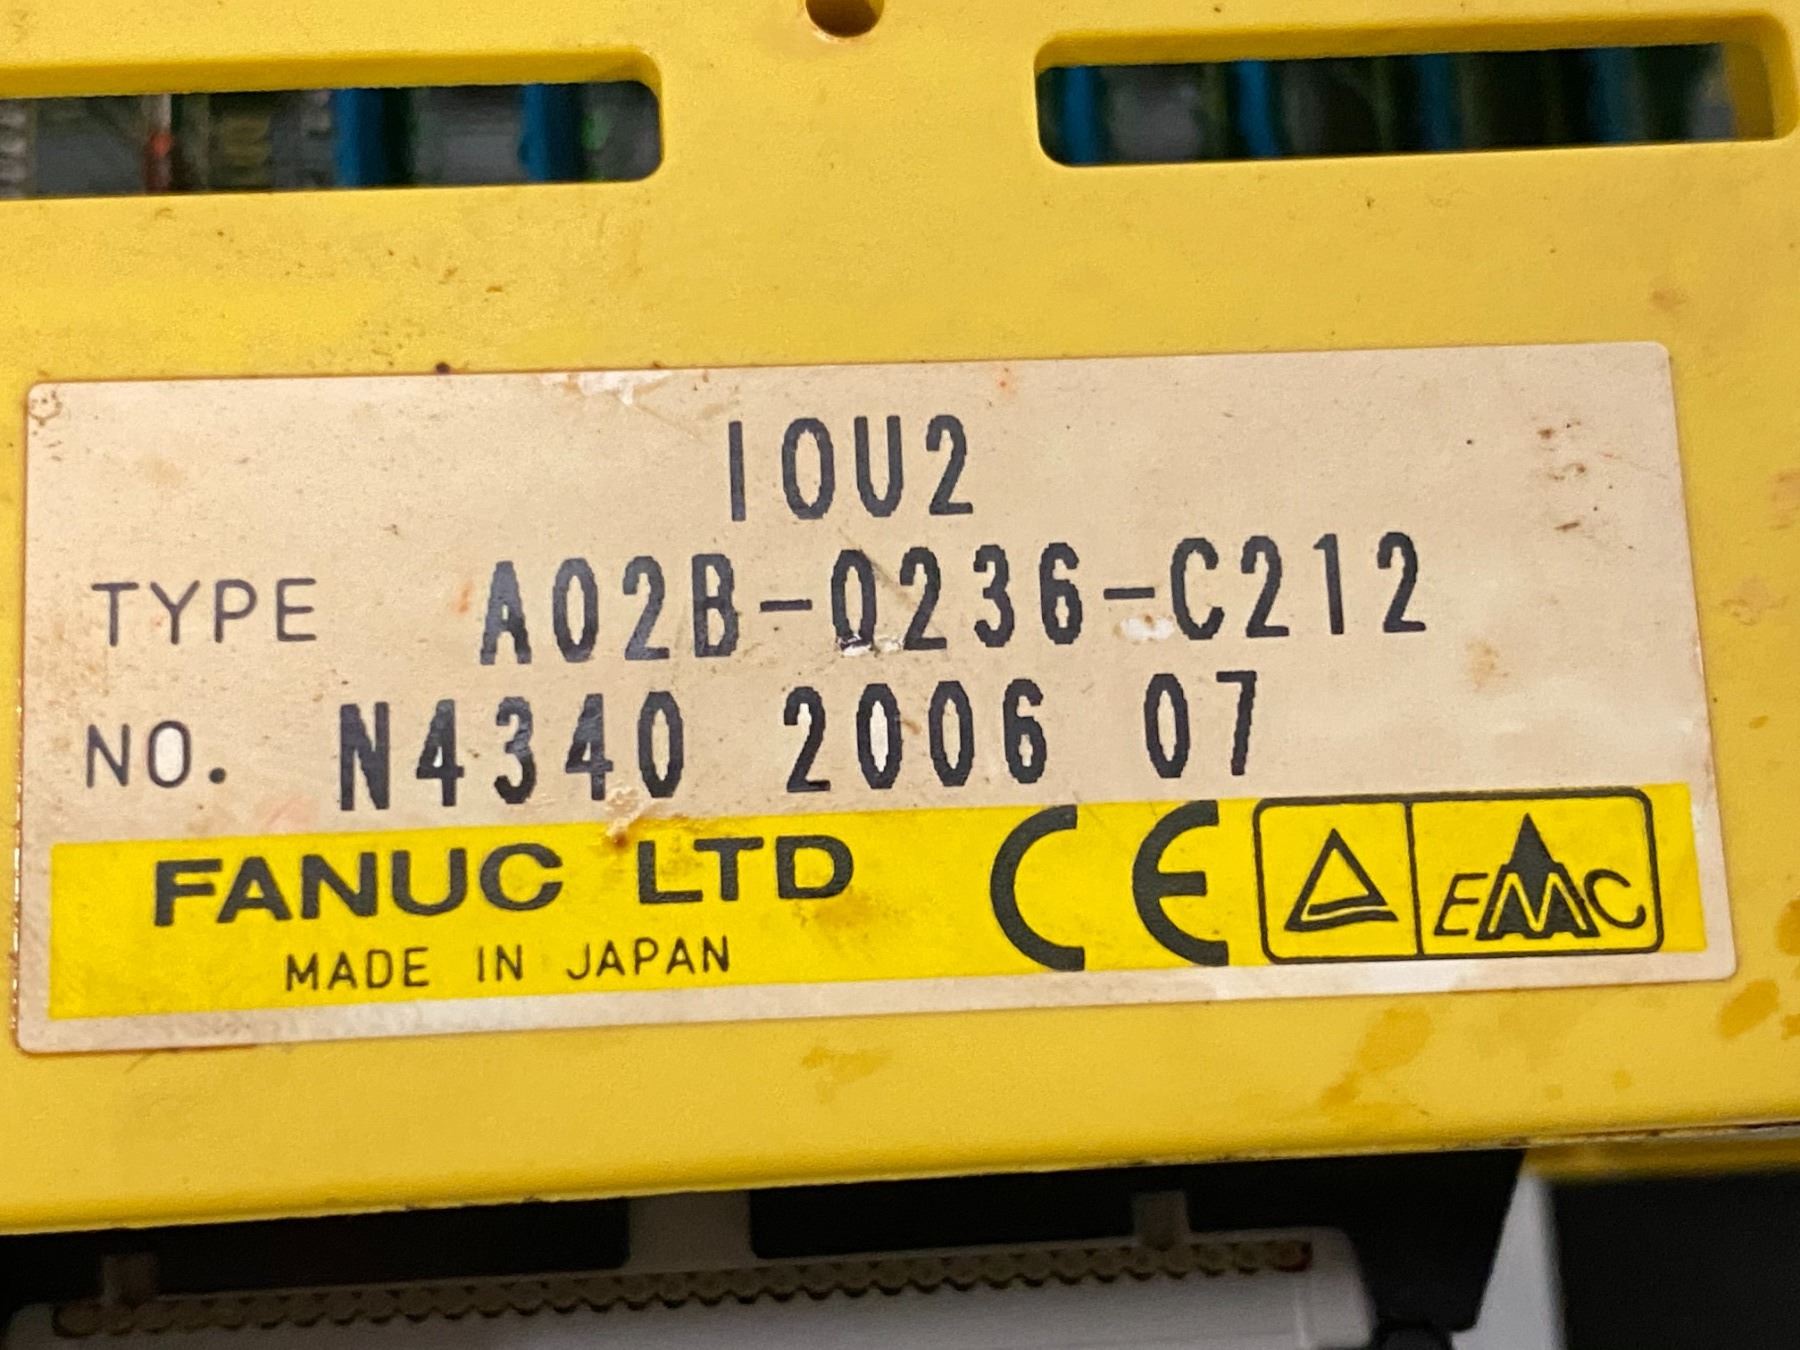 IOU2
TYPE A02B-0236-C212
NO. N4340 2006 07
FANUC LTD CE EMC
MADE IN JAPAN